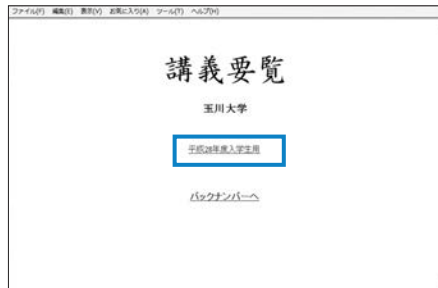 ファイル(F) 編集(E) 表示(V) お気に入り(A) ツール(T) ヘルプ(H)
講義要覧
玉川大学
平成28年度入学生用
バックナンバーへ